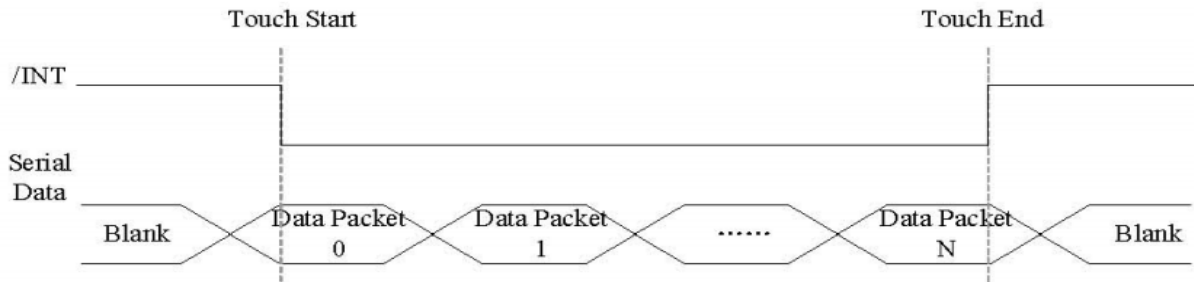 Touch Start
Touch End
/INT
Serial
Data
Blank
Data Packet
0
Data Packet
1
......
Data Packet
N
Blank